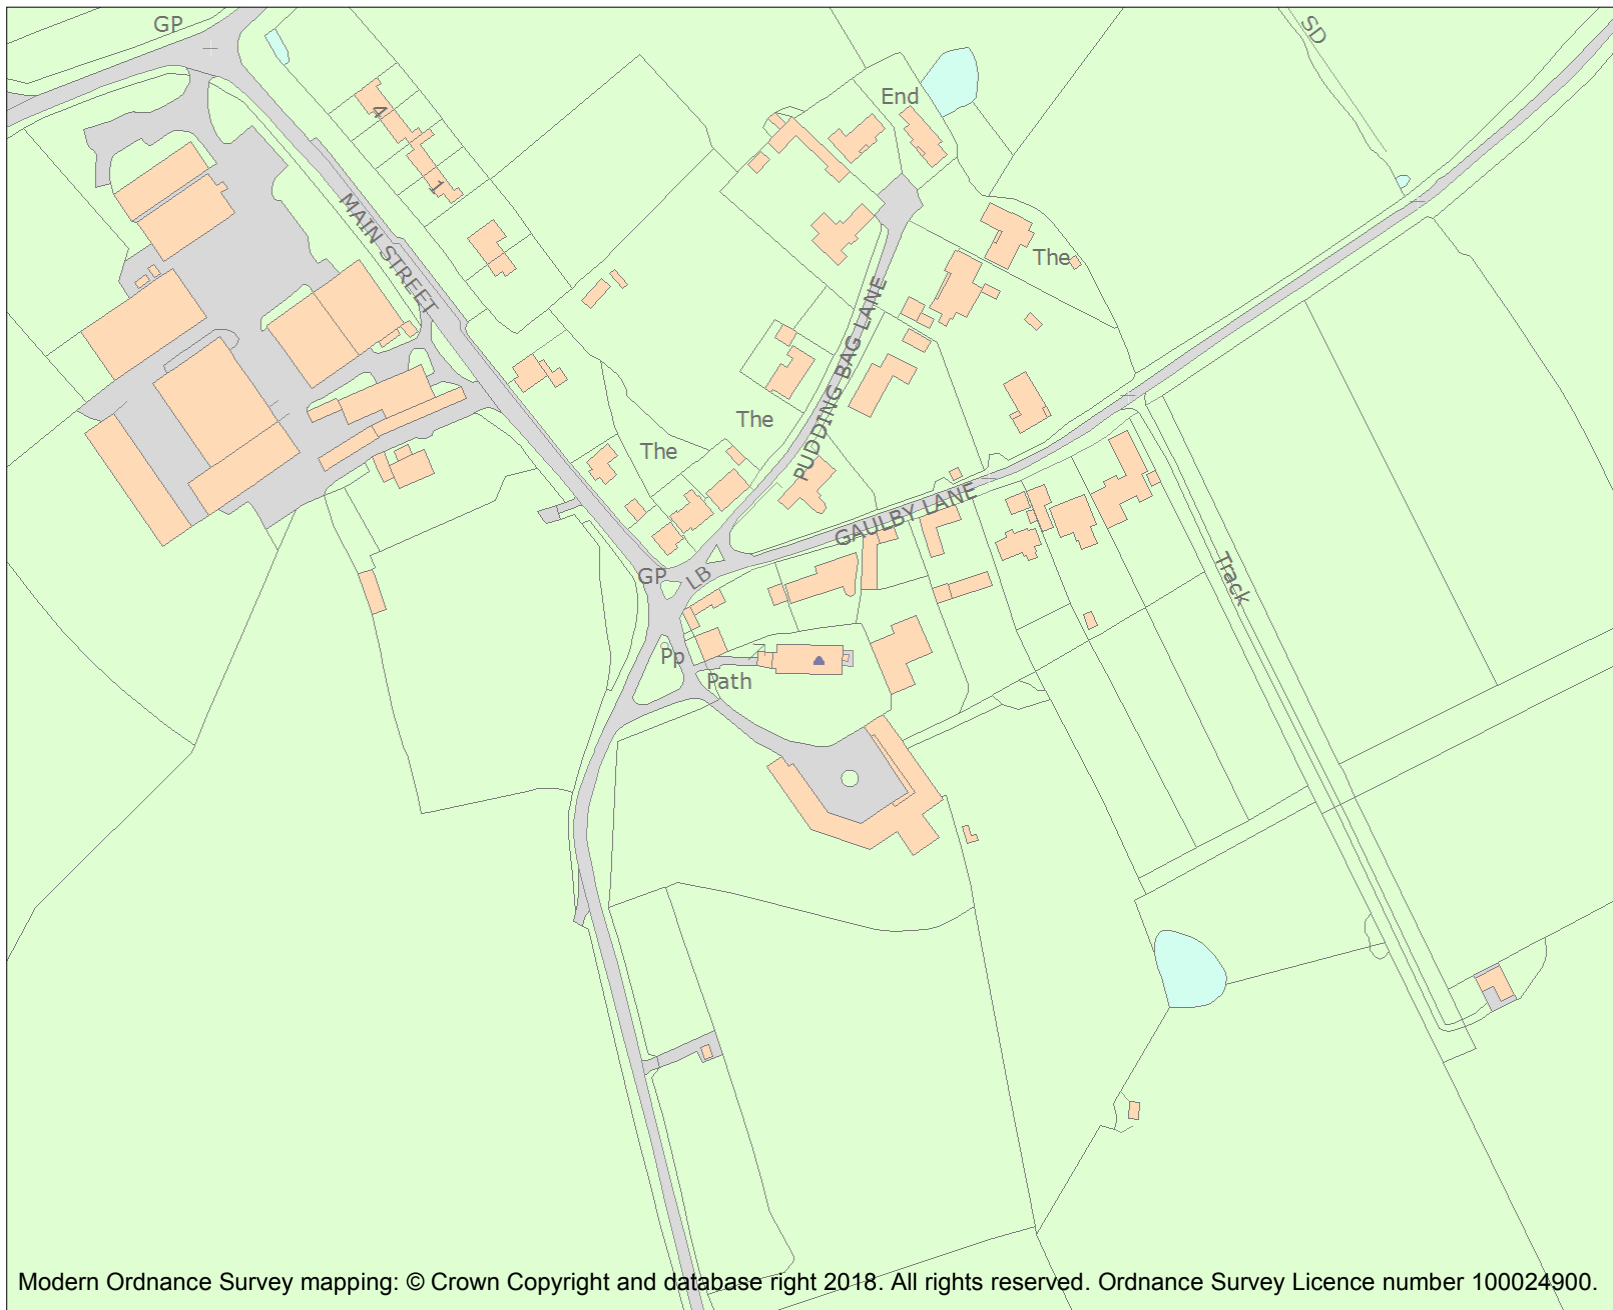 GP
SD
End
4
1
MAIN STREET
The
PUDDING BAG LANE
The
The
GAULBY LANE
Track
GP
LB
Pp
Path
Modern Ordnance Survey mapping: © Crown Copyright and database right 2018. All rights reserved. Ordnance Survey Licence number 100024900.